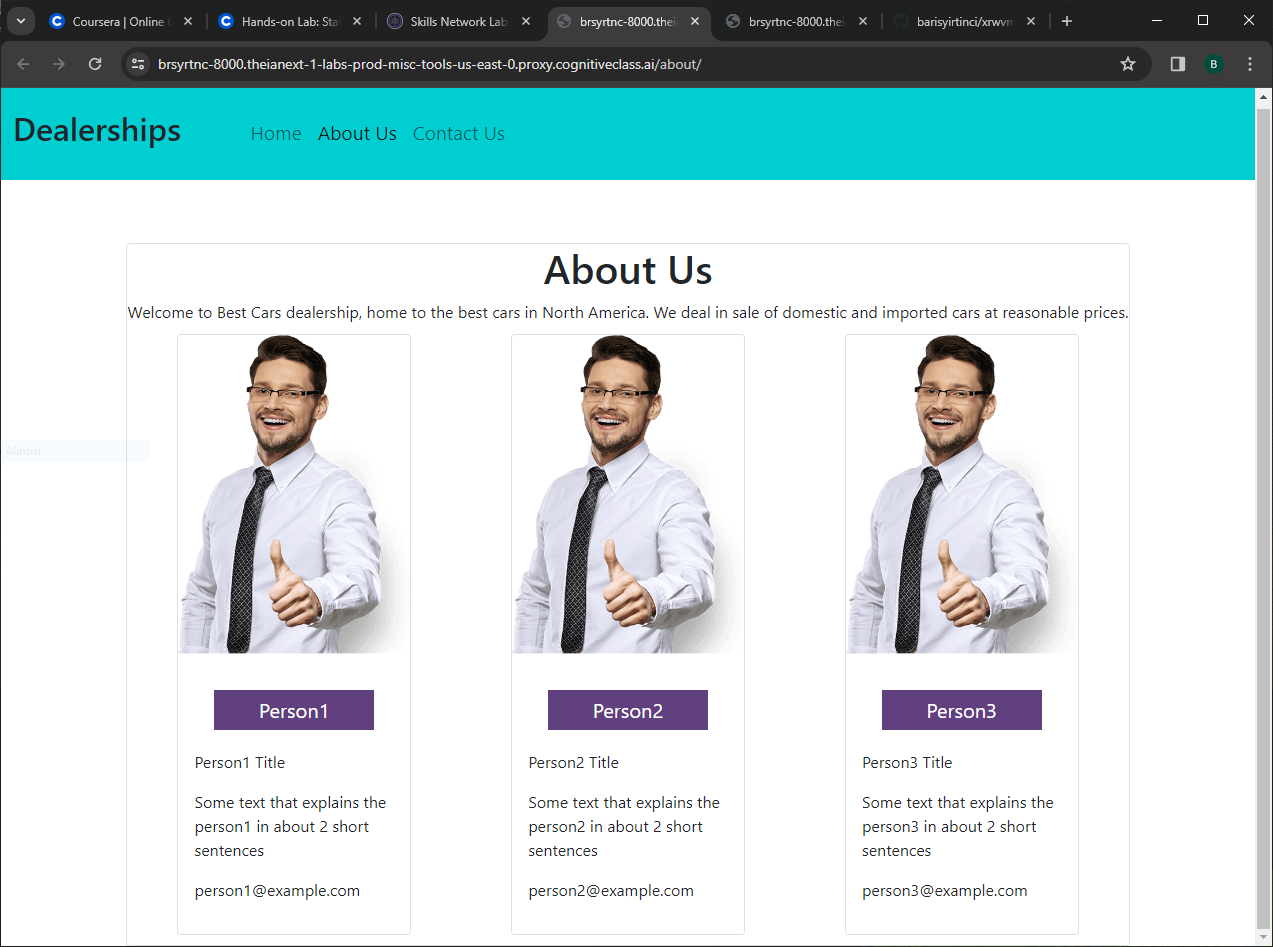 Coursera | Online
Hands-on Lab: Sta
Skills Network Lab
brsyrtnc-8000.thei
brsyrtnc-8000.thei
barisyirtinci/xrwvm
brsyrtnc-8000.theianext-1-labs-prod-misc-tools-us-east-0.proxy.cognitiveclass.ai/about/
B
Dealerships
Home About Us Contact Us
About Us
Welcome to Best Cars dealership, home to the best cars in North America. We deal in sale of domestic and imported cars at reasonable prices.
Alıntısı
Person1
Person1 Title
Some text that explains the
person1 in about 2 short
sentences
person1@example.com
Person2
Person2 Title
Some text that explains the
person2 in about 2 short
sentences
person2@example.com
Person3
Person3 Title
Some text that explains the
person3 in about 2 short
sentences
person3@example.com